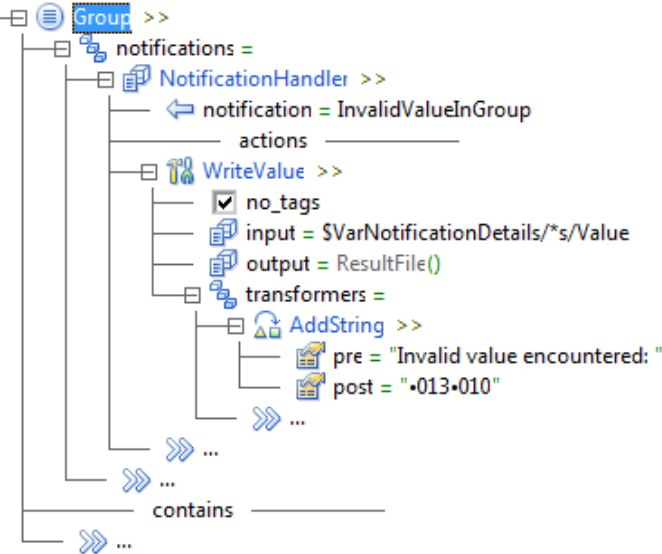 Group >>
notifications =
NotificationHandler >>
notification = InvalidValueInGroup
actions
WriteValue >>
no_tags
input = $VarNotificationDetails/*s/Value
output = ResultFile()
transformers =
AddString >>
pre = "Invalid value encountered: "
post = "•013•010"
...
...
...
contains
...